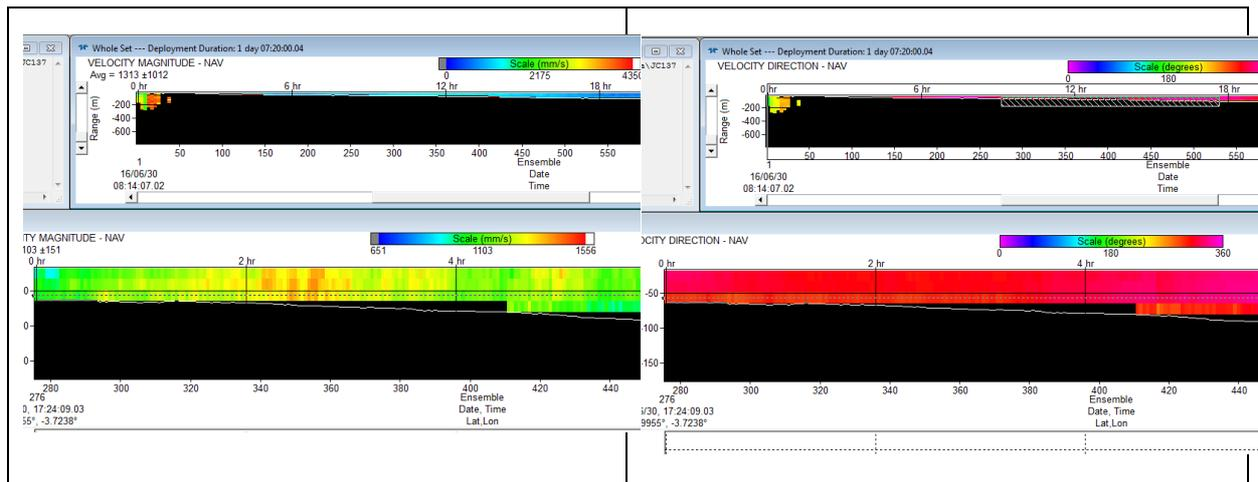 Whole Set --- Deployment Duration: 1 day 07:20:00.04
JC137
VELOCITY MAGNITUDE - NAV
Avg = 1313 ±1012
Scale (mm/s)
0 2175 4350
0 hr 6 hr 12 hr 18 hr
Range (m)
-200
-400
-600
50 100 150 200 250 300 350 400 450 500 550
1
Ensemble
16/06/30
Date
08:14:07.02
Time
TY MAGNITUDE - NAV
103 ±151
Scale (mm/s)
651 1103 1556
0 hr 2 hr 4 hr
0
0
0
280 300 320 340 360 380 400 420 440
276
Ensemble
0, 17:24:09.03
Date, Time
5°, -3.7238°
Lat,Lon
Whole Set --- Deployment Duration: 1 day 07:20:00.04
\JC137
VELOCITY DIRECTION - NAV
Scale (degrees)
0 180
0 hr 6 hr 12 hr 18 hr
Range (m)
-200
-400
-600
50 100 150 200 250 300 350 400 450 500 550
1
Ensemble
16/06/30
Date
08:14:07.02
Time
OCITY DIRECTION - NAV
Scale (degrees)
0 180 360
0 hr 2 hr 4 hr
-50
-100
-150
280 300 320 340 360 380 400 420 440
276
Ensemble
/30, 17:24:09.03
Date, Time
9955°, -3.7238°
Lat,Lon